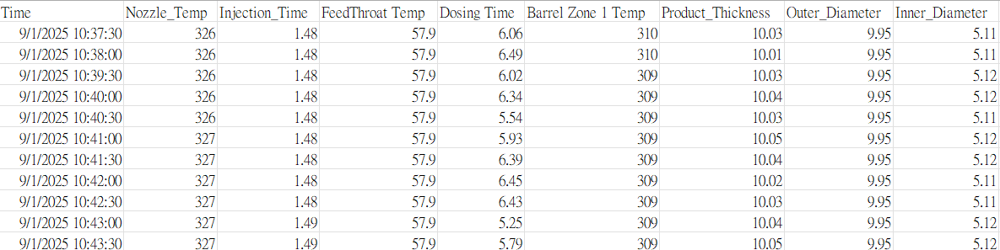 Time Nozzle_Temp Injection_Time FeedThroat Temp Dosing Time Barrel Zone 1 Temp Product_Thickness Outer_Diameter Inner_Diameter
9/1/2025 10:37:30 326 1.48 57.9 6.06 310 10.03 9.95 5.11
9/1/2025 10:38:00 326 1.48 57.9 6.49 310 10.01 9.95 5.11
9/1/2025 10:39:30 326 1.48 57.9 6.02 309 10.03 9.95 5.12
9/1/2025 10:40:00 326 1.48 57.9 6.34 309 10.04 9.95 5.12
9/1/2025 10:40:30 326 1.48 57.9 5.54 309 10.03 9.95 5.11
9/1/2025 10:41:00 327 1.48 57.9 5.93 309 10.05 9.95 5.12
9/1/2025 10:41:30 327 1.48 57.9 6.39 309 10.04 9.95 5.12
9/1/2025 10:42:00 327 1.48 57.9 6.45 309 10.02 9.95 5.11
9/1/2025 10:42:30 327 1.48 57.9 6.43 309 10.03 9.95 5.11
9/1/2025 10:43:00 327 1.49 57.9 5.25 309 10.04 9.95 5.12
9/1/2025 10:43:30 327 1.49 57.9 5.79 309 10.05 9.95 5.12